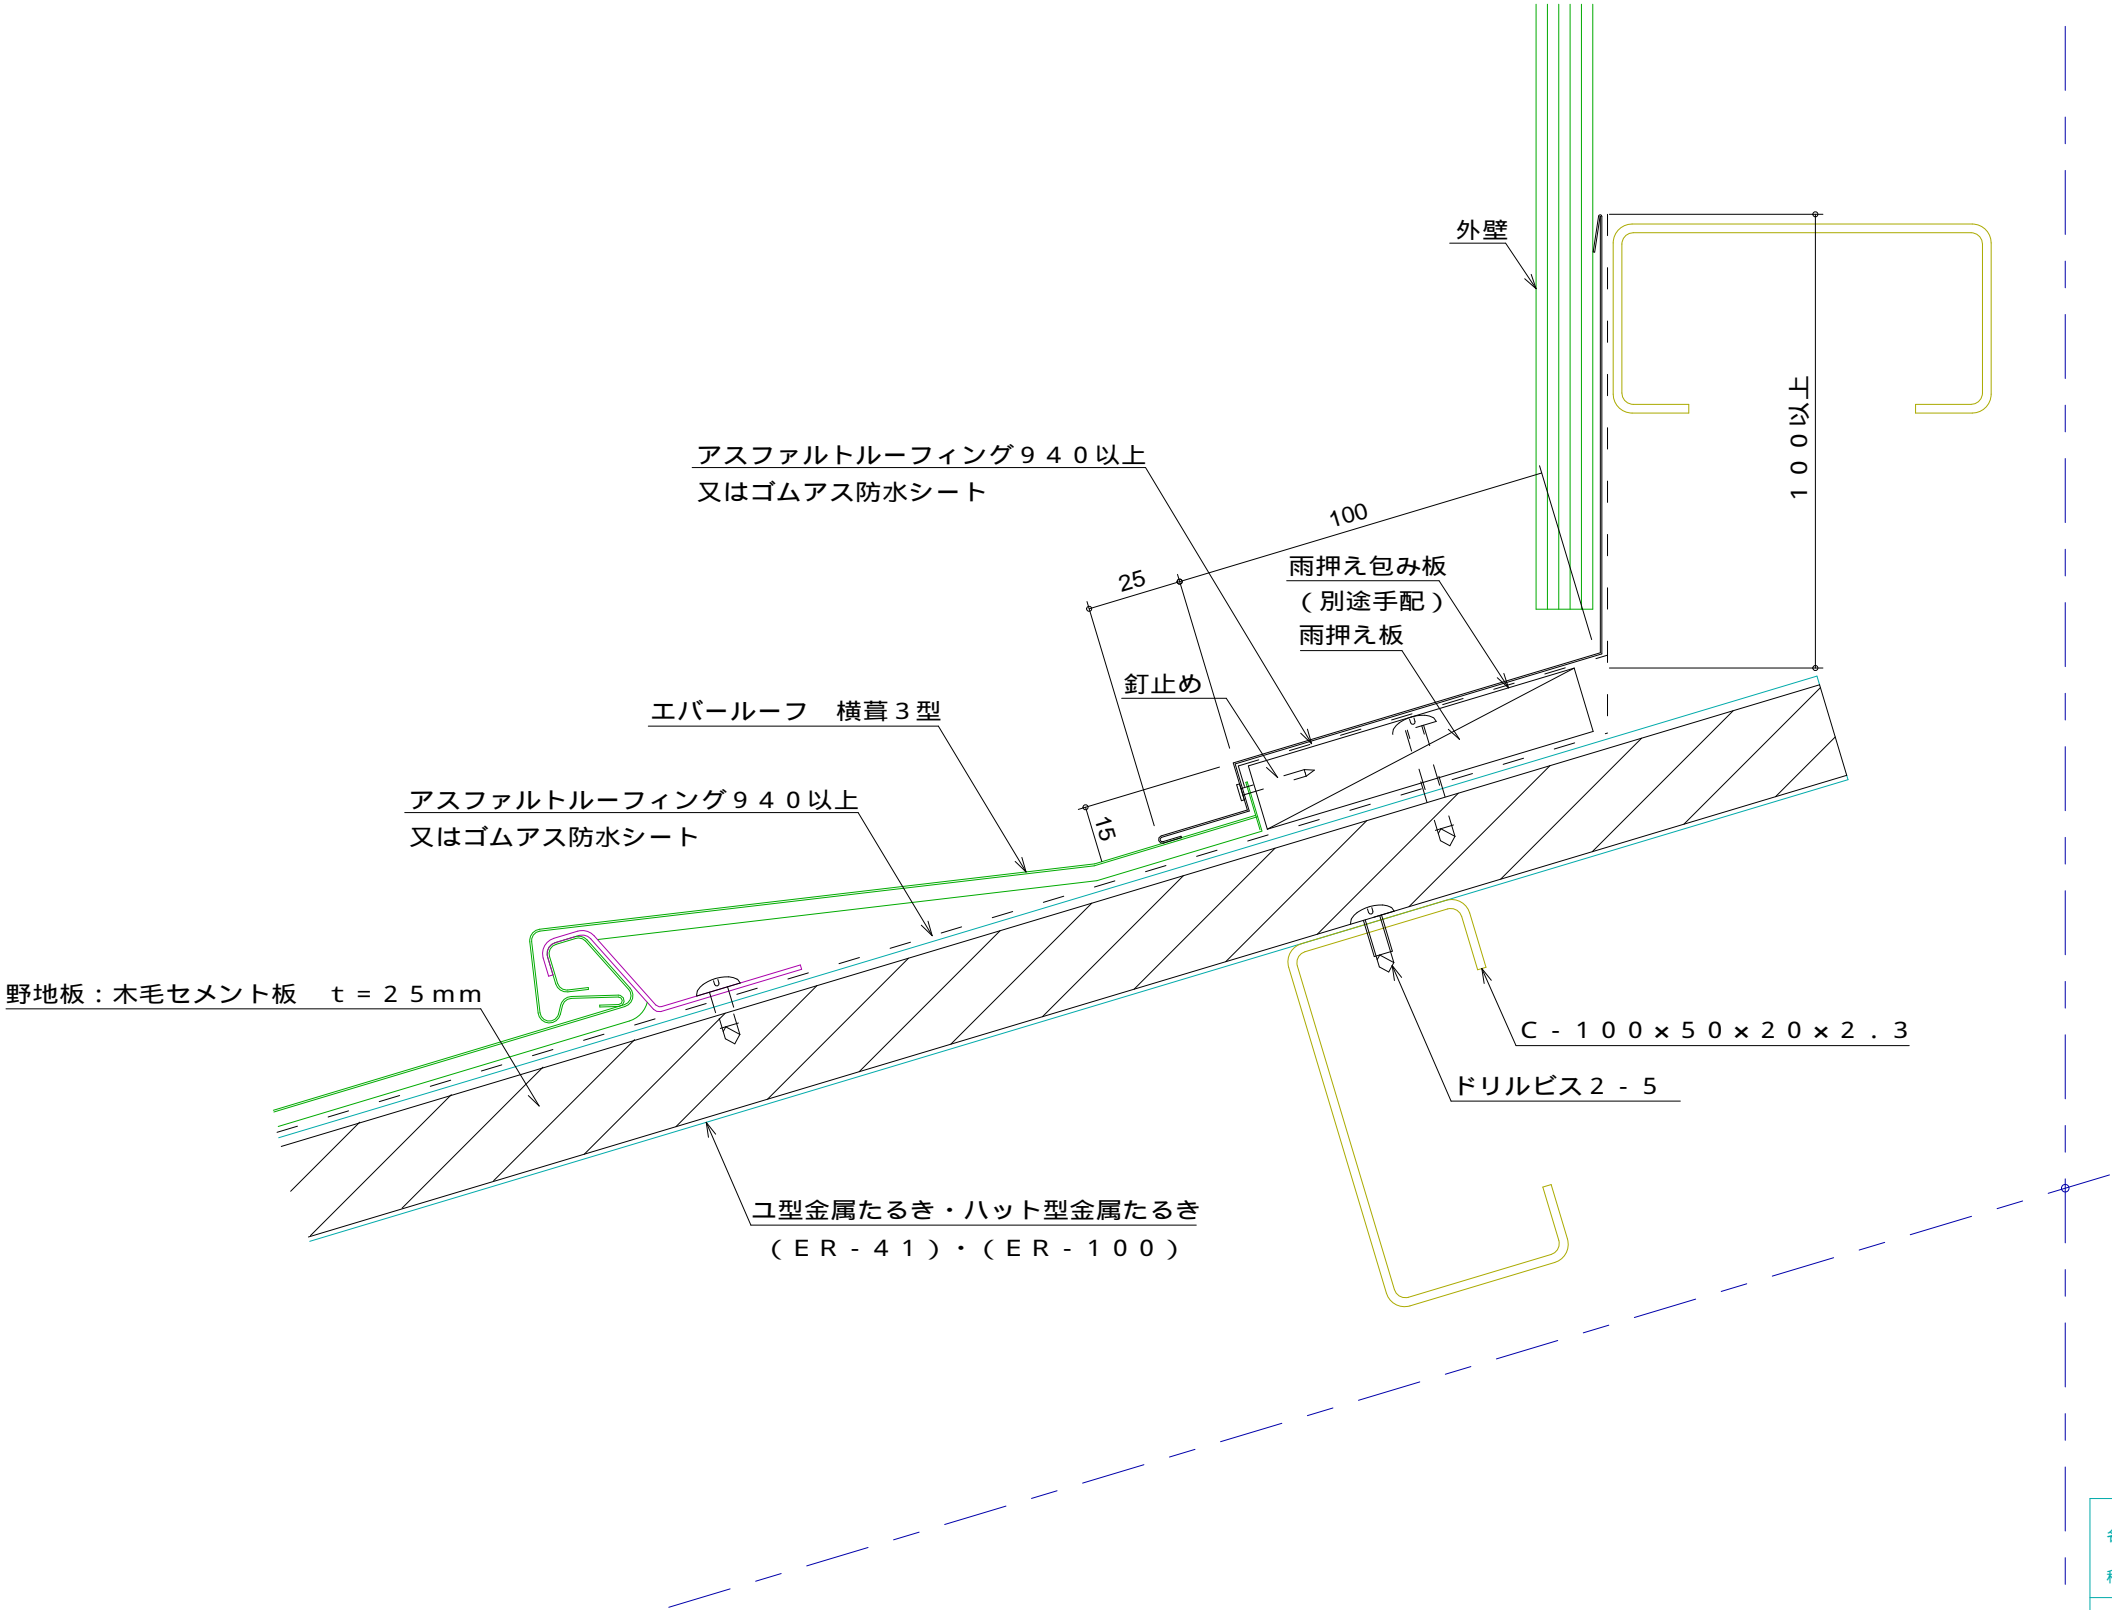 外壁
100以上
アスファルトルーフィング940以上
又はゴムアス防水シート
100
25
雨押え包み板
(別途手配)
雨押え板
釘止め
エバールーフ 横葺3型
アスファルトルーフィング940以上
又はゴムアス防水シート
15
野地板:木毛セメント板 t=25mm
C-100×50×20×2.3
ドリルビス2-5
ユ型金属たるき・ハット型金属たるき
(ER-41)・(ER-100)